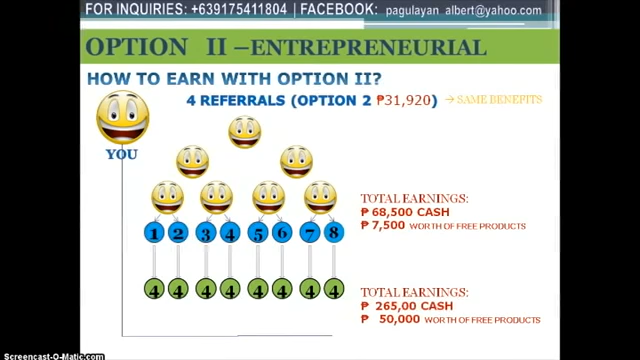 FOR INQUIRIES: +639175411804 | FACEBOOK: pagulayan albert@yahoo.com
OPTION II –ENTREPRENEURIAL
HOW TO EARN WITH OPTION II?
4 REFERRALS (OPTION 2 ₱31,920) → SAME BENEFITS
YOU
TOTAL EARNINGS:
₱ 68,500 CASH
₱ 7,500 WORTH OF FREE PRODUCTS
1 2 3 4 5 6 7 8
4 4 4 4 4 4 4 4
TOTAL EARNINGS:
₱ 265,00 CASH
₱ 50,000 WORTH OF FREE PRODUCTS
Screencast-O-Matic.com